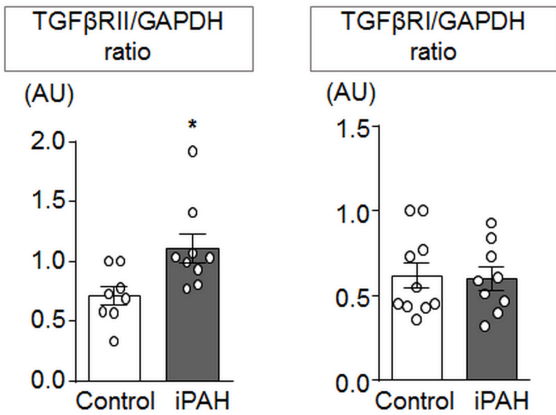 TGFβRII/GAPDH
ratio
(AU)
*
2.0
1.5
1.0
0.5
0.0
Control iPAH
TGFβRI/GAPDH
ratio
(AU)
1.5
1.0
0.5
0.0
Control iPAH